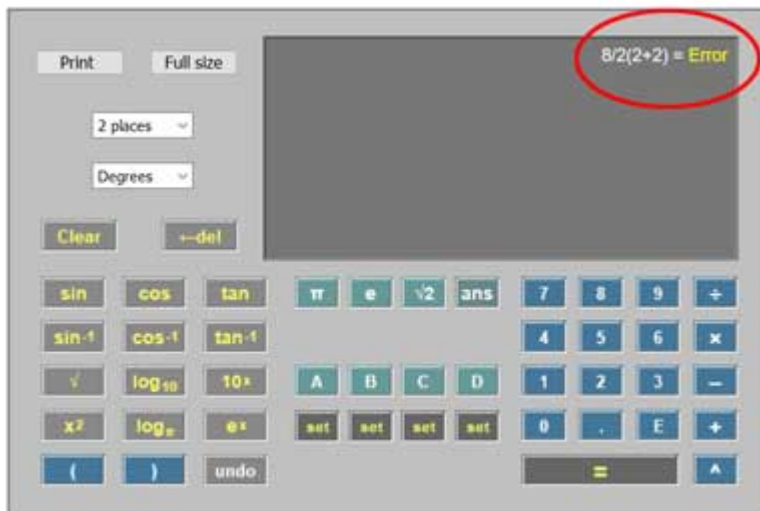 8/2(2+2) = Error
Print Full size
2 places
Degrees
Clear ←del
sin cos tan π e √2 ans 7 8 9 ÷
sin-1 cos-1 tan-1 4 5 6 ×
√ log10 10x A B C D 1 2 3 −
x2 loge ex set set set set 0 . E +
( ) undo = ^